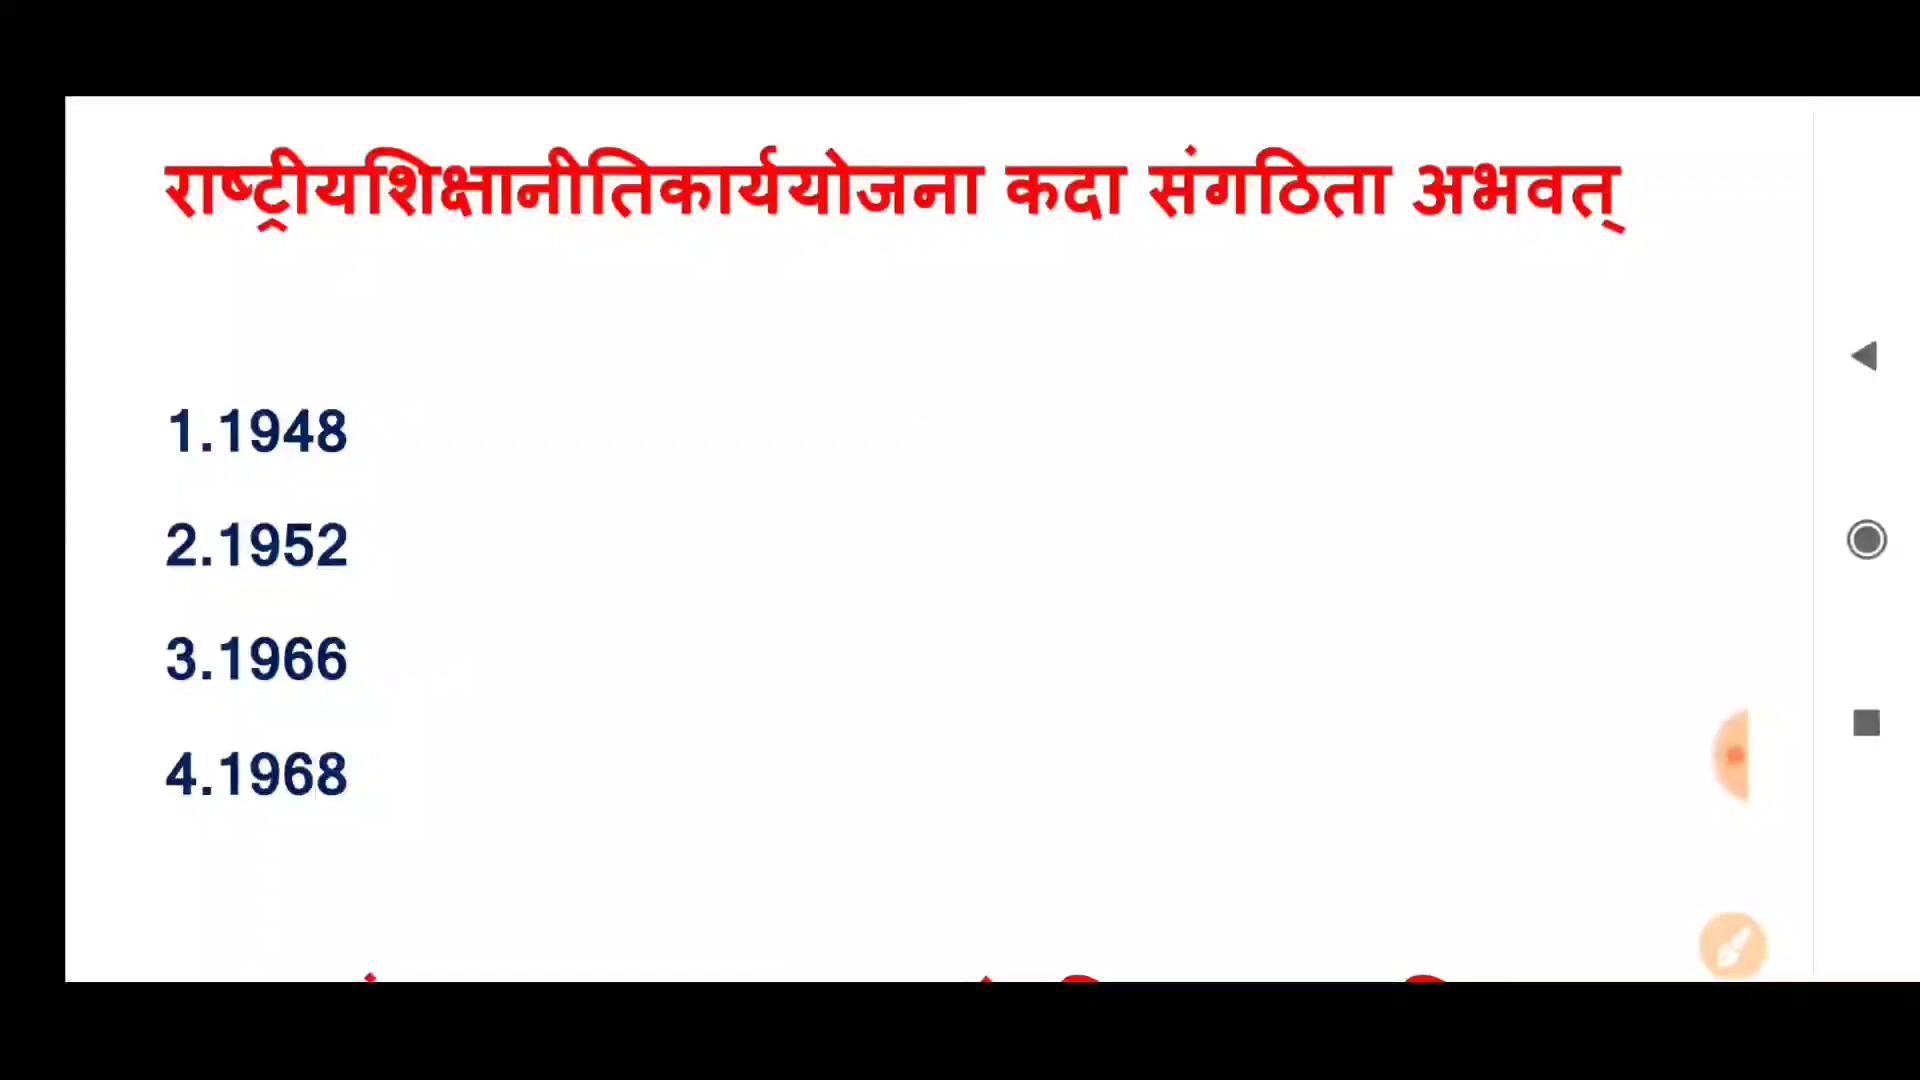 राष्ट्रीयशिक्षानीतिकार्ययोजना कदा संगठिता अभवत्
1.1948
2.1952
3.1966
4.1968